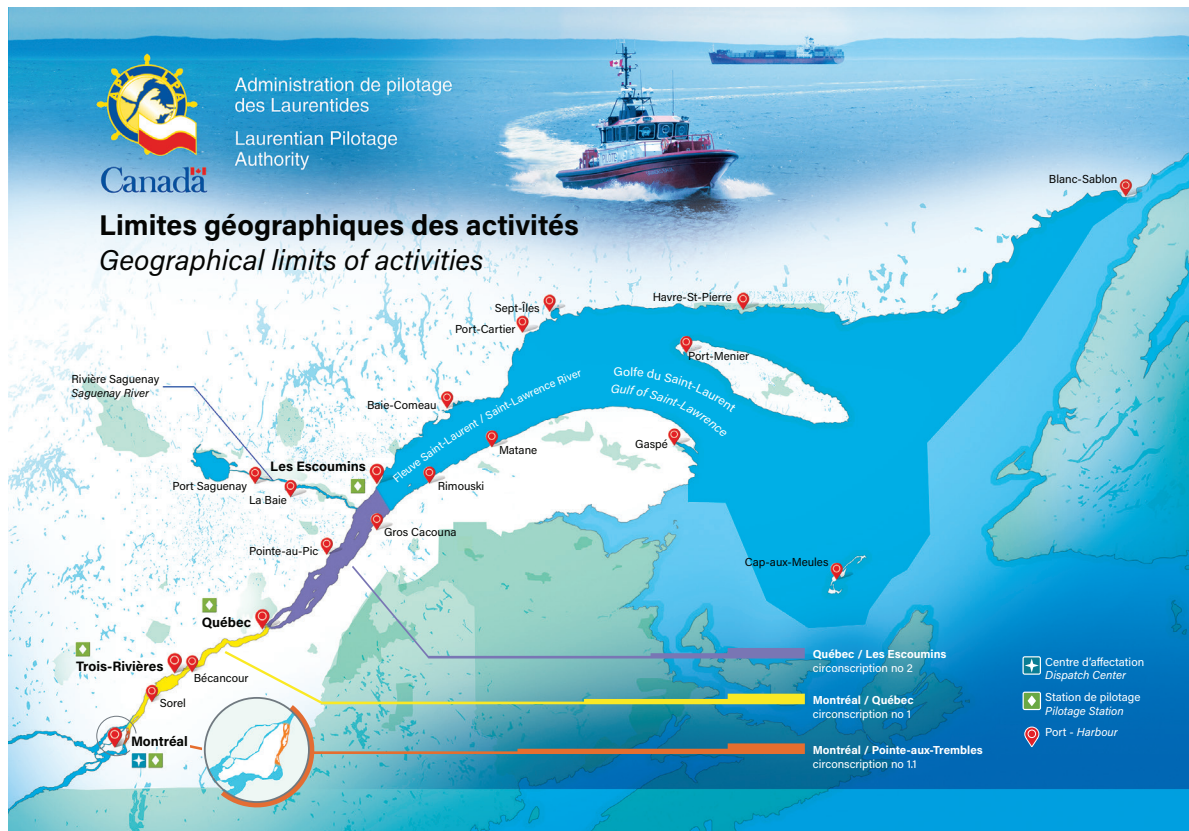 Administration de pilotage
des Laurentides
Laurentian Pilotage
Authority
Canada
Limites géographiques des activités
Geographical limits of activities
Blanc-Sablon
Sept-Îles
Havre-St-Pierre
Port-Cartier
Port-Menier
Golfe du Saint-Laurent
Gulf of Saint-Lawrence
Rivière Saguenay
Saguenay River
Baie-Comeau
Fleuve Saint-Laurent / Saint-Lawrence River
Matane
Gaspé
Les Escoumins
Port Saguenay
La Baie
Rimouski
Gros Cacouna
Pointe-au-Pic
Cap-aux-Meules
Québec
Trois-Rivières
Bécancour
Sorel
Montréal
Québec / Les Escoumins
circonscription no 2
Montréal / Québec
circonscription no 1
Montréal / Pointe-aux-Trembles
circonscription no 1.1
Centre d'affectation
Dispatch Center
Station de pilotage
Pilotage Station
Port - Harbour